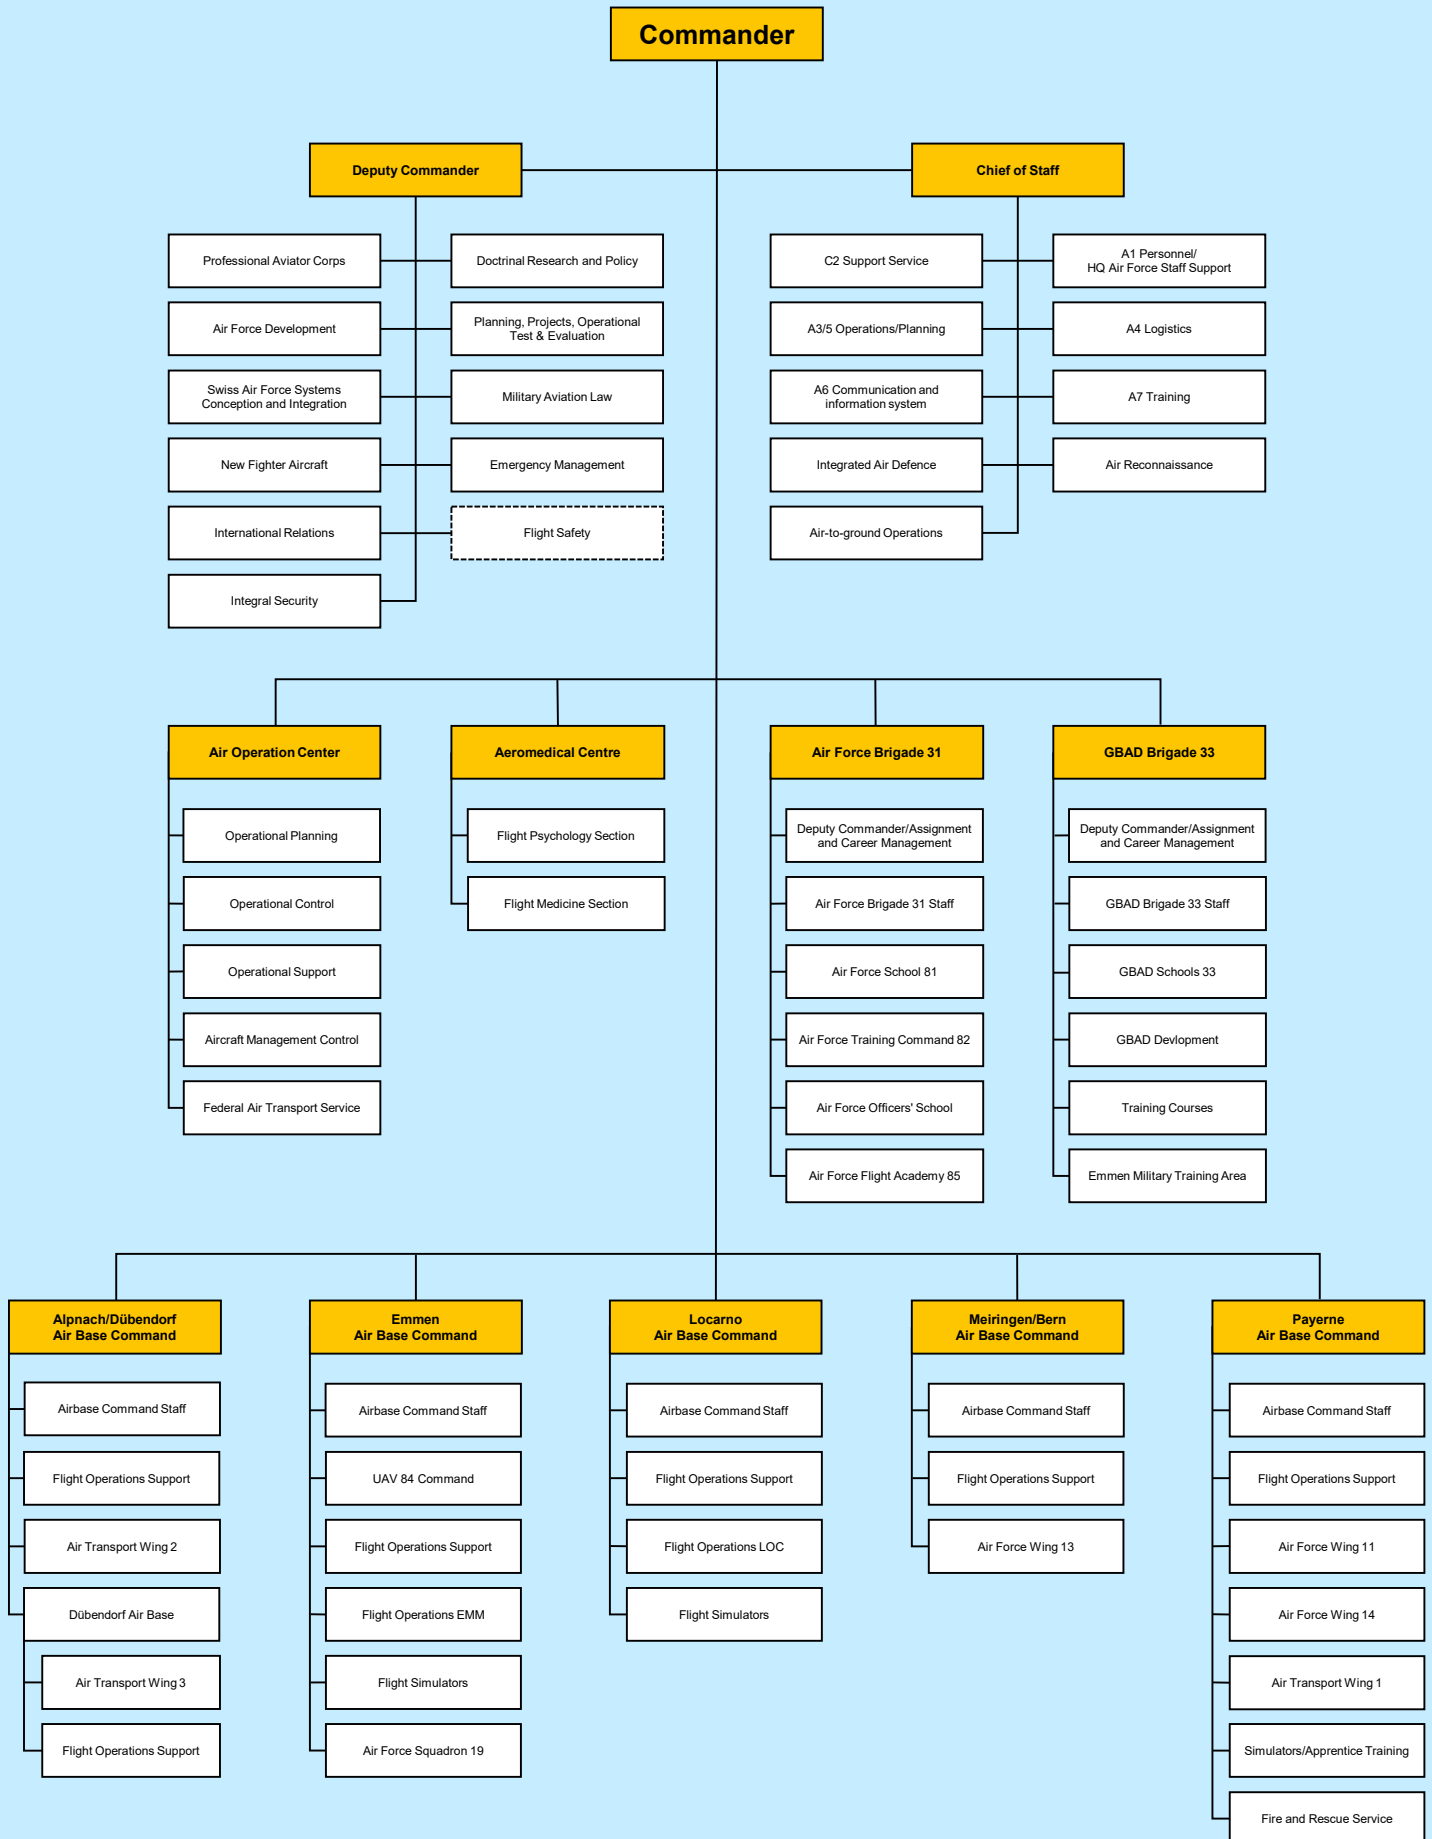 Commander
Deputy Commander
Chief of Staff
Professional Aviator Corps
Doctrinal Research and Policy
Air Force Development
Planning, Projects, Operational
Test & Evaluation
Swiss Air Force Systems
Conception and Integration
Military Aviation Law
New Fighter Aircraft
Emergency Management
International Relations
Flight Safety
Integral Security
C2 Support Service
A1 Personnel/
HQ Air Force Staff Support
A3/5 Operations/Planning
A4 Logistics
A6 Communication and
information system
A7 Training
Integrated Air Defence
Air Reconnaissance
Air-to-ground Operations
Air Operation Center
Operational Planning
Operational Control
Operational Support
Aircraft Management Control
Federal Air Transport Service
Aeromedical Centre
Flight Psychology Section
Flight Medicine Section
Air Force Brigade 31
Deputy Commander/Assignment
and Career Management
Air Force Brigade 31 Staff
Air Force School 81
Air Force Training Command 82
Air Force Officers' School
Air Force Flight Academy 85
GBAD Brigade 33
Deputy Commander/Assignment
and Career Management
GBAD Brigade 33 Staff
GBAD Schools 33
GBAD Devlopment
Training Courses
Emmen Military Training Area
Alpnach/Dübendorf
Air Base Command
Airbase Command Staff
Flight Operations Support
Air Transport Wing 2
Dübendorf Air Base
Air Transport Wing 3
Flight Operations Support
Emmen
Air Base Command
Airbase Command Staff
UAV 84 Command
Flight Operations Support
Flight Operations EMM
Flight Simulators
Air Force Squadron 19
Locarno
Air Base Command
Airbase Command Staff
Flight Operations Support
Flight Operations LOC
Flight Simulators
Meiringen/Bern
Air Base Command
Airbase Command Staff
Flight Operations Support
Air Force Wing 13
Payerne
Air Base Command
Airbase Command Staff
Flight Operations Support
Air Force Wing 11
Air Force Wing 14
Air Transport Wing 1
Simulators/Apprentice Training
Fire and Rescue Service